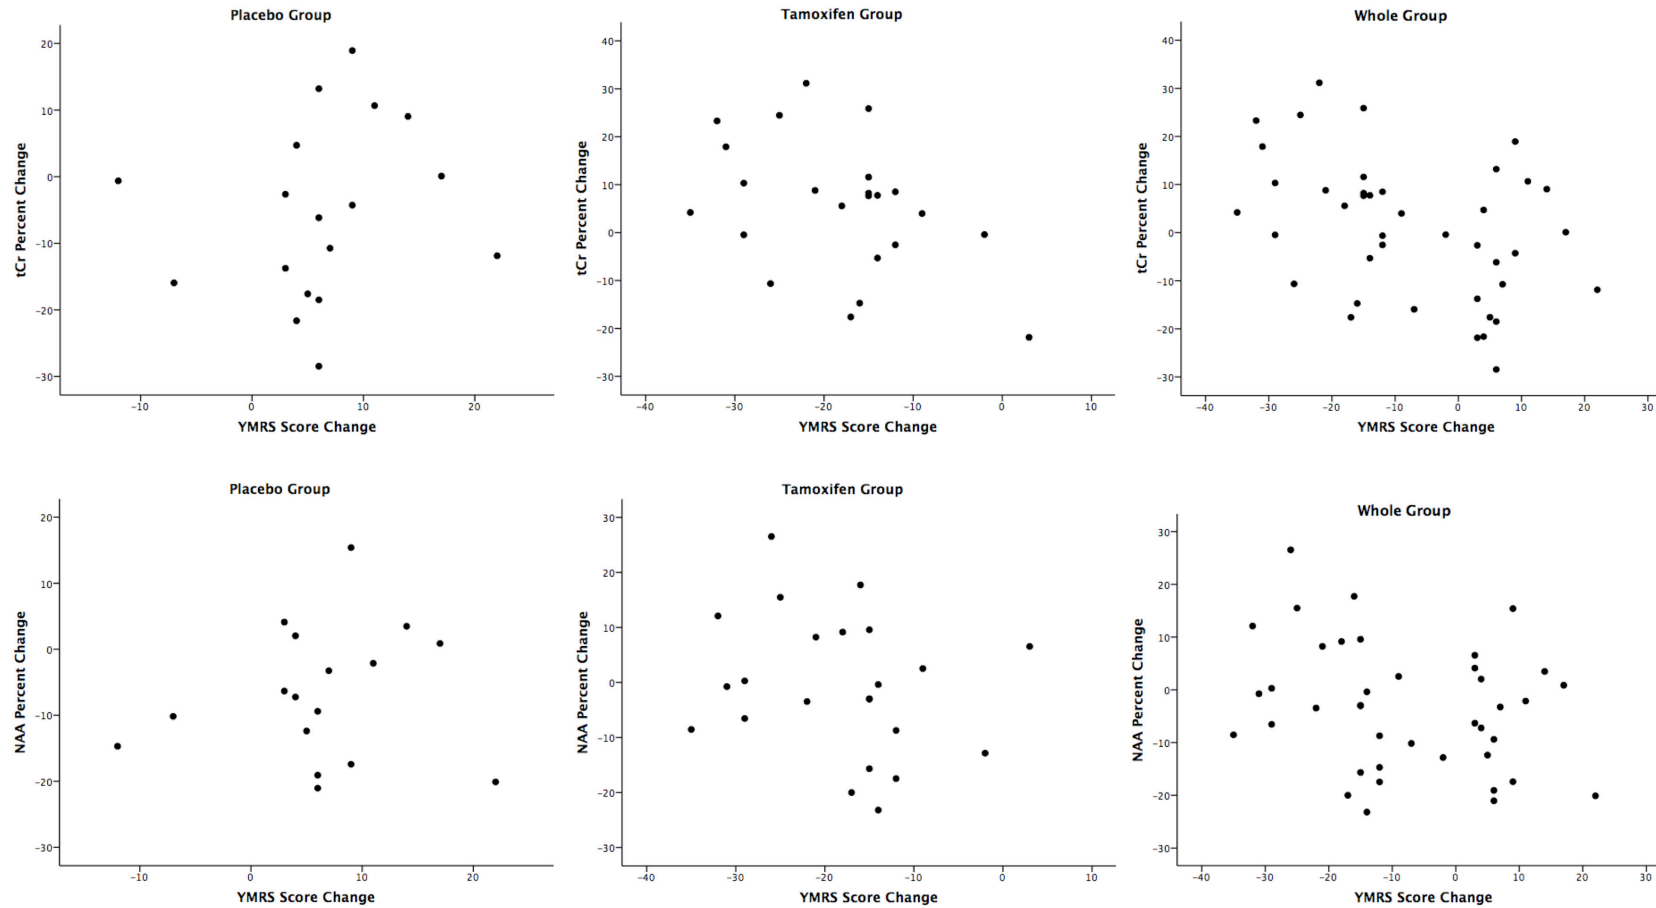 Placebo Group
20
10
0
−10
−20
−30
tCr Percent Change
−10 0 10 20
YMRS Score Change
Tamoxifen Group
40
30
20
10
0
−10
−20
−30
tCr Percent Change
−40 −30 −20 −10 0 10
YMRS Score Change
Whole Group
40
30
20
10
0
−10
−20
−30
tCr Percent Change
−40 −30 −20 −10 0 10 20 30
YMRS Score Change
Placebo Group
20
10
0
−10
−20
−30
NAA Percent Change
−10 0 10 20
YMRS Score Change
Tamoxifen Group
30
20
10
0
−10
−20
−30
NAA Percent Change
−40 −30 −20 −10 0 10
YMRS Score Change
Whole Group
30
20
10
0
−10
−20
−30
NAA Percent Change
−40 −30 −20 −10 0 10 20 30
YMRS Score Change